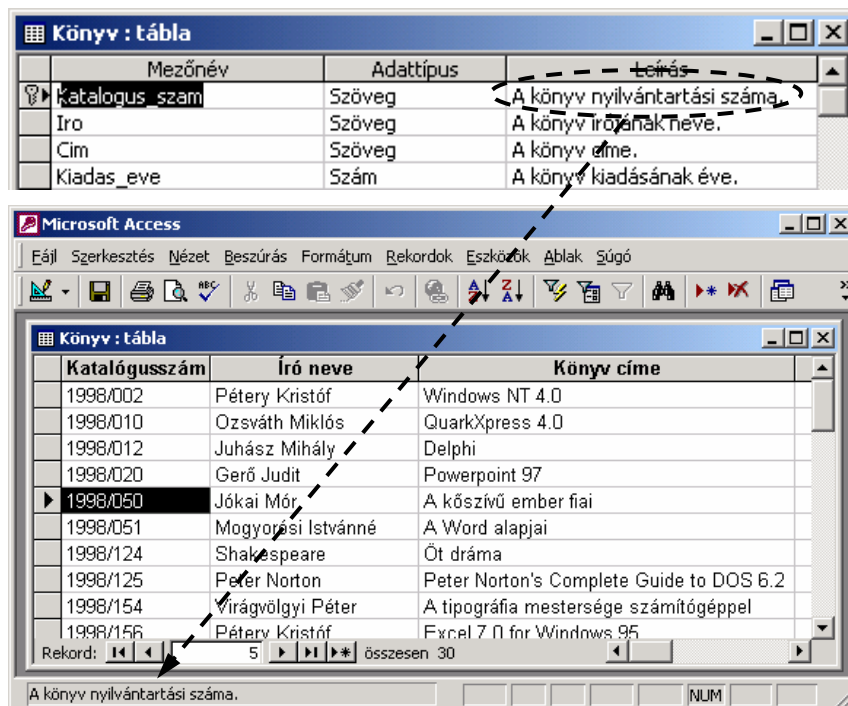 Könyv : tábla
Mezőnév Adattípus Leírás
Katalogus_szam Szöveg A könyv nyilvántartási száma.
Iro Szöveg A könyv írójának neve.
Cim Szöveg A könyv címe.
Kiadas_eve Szám A könyv kiadásának éve.
Microsoft Access
Fájl Szerkesztés Nézet Beszúrás Formátum Rekordok Eszközök Ablak Súgó
Könyv : tábla
Katalógusszám Író neve Könyv címe
1998/002 Pétery Kristóf Windows NT 4.0
1998/010 Ozsváth Miklós QuarkXpress 4.0
1998/012 Juhász Mihály Delphi
1998/020 Gerő Judit Powerpoint 97
1998/050 Jókai Mór A kőszívű ember fiai
1998/051 Mogyorósi Istvánné A Word alapjai
1998/124 Shakespeare Öt dráma
1998/125 Peter Norton Peter Norton's Complete Guide to DOS 6.2
1998/154 Virágvölgyi Péter A tipográfia mestersége számítógéppel
1998/156 Pétery Kristóf Excel 7.0 for Windows 95
Rekord: 5 összesen 30
A könyv nyilvántartási száma. NUM